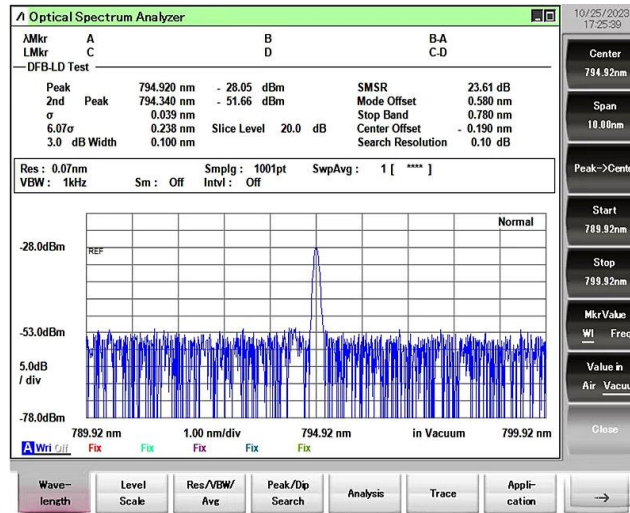 Optical Spectrum Analyzer
10/25/2023
17:25:39
λMkr A B B-A
LMkr C D C-D
DFB-LD Test
Peak 794.920 nm - 28.05 dBm SMSR 23.61 dB
2nd Peak 794.340 nm - 51.66 dBm Mode Offset 0.580 nm
σ 0.039 nm Stop Band 0.780 nm
6.07σ 0.238 nm Slice Level 20.0 dB Center Offset - 0.190 nm
3.0 dB Width 0.100 nm Search Resolution 0.10 dB
Res : 0.07nm Smplg : 1001pt SwpAvg : 1 [ **** ]
VBW : 1kHz Sm : Off Intvl : Off
Normal
-28.0dBm
REF
-53.0dBm
5.0dB
/ div
-78.0dBm
789.92 nm 1.00 nm/div 794.92 nm in Vacuum 799.92 nm
A Wri Off Fix Fix Fix Fix Fix
Center
794.92nm
Span
10.00nm
Peak->Cente
Start
789.92nm
Stop
799.92nm
Mkr Value
Wl Freq
Value in
Air Vacuu
Close
Wave-
length
Level
Scale
Res/VBW/
Avg
Peak/Dip
Search
Analysis
Trace
Appli-
cation
→